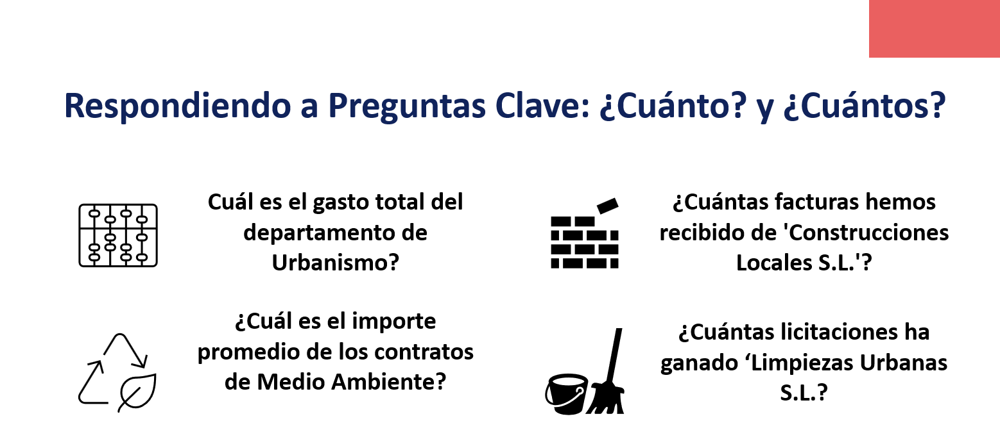 Respondiendo a Preguntas Clave: ¿Cuánto? y ¿Cuántos?
Cuál es el gasto total del
departamento de
Urbanismo?
¿Cuántas facturas hemos
recibido de 'Construcciones
Locales S.L.'?
¿Cuál es el importe
promedio de los contratos
de Medio Ambiente?
¿Cuántas licitaciones ha
ganado ‘Limpiezas Urbanas
S.L.?